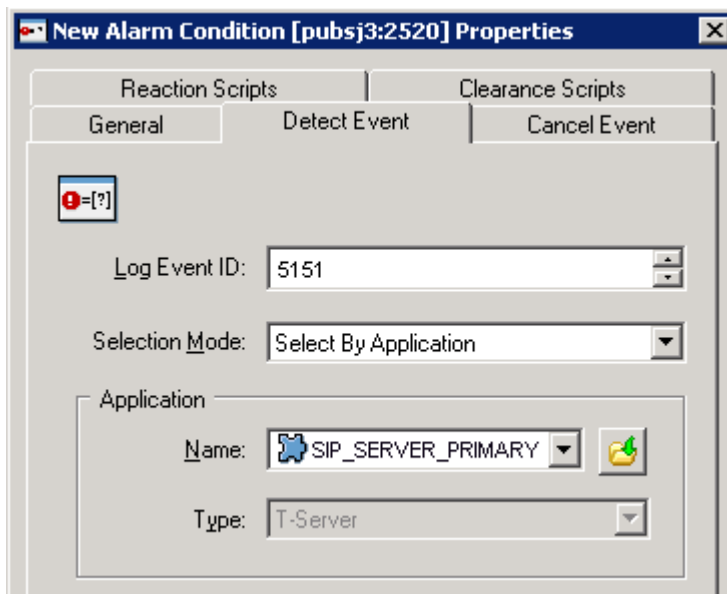 New Alarm Condition [pubsj3:2520] Properties
Reaction Scripts Clearance Scripts
General Detect Event Cancel Event
!=[?]
Log Event ID: 5151
Selection Mode: Select By Application
Application
Name: SIP_SERVER_PRIMARY
Type: T-Server